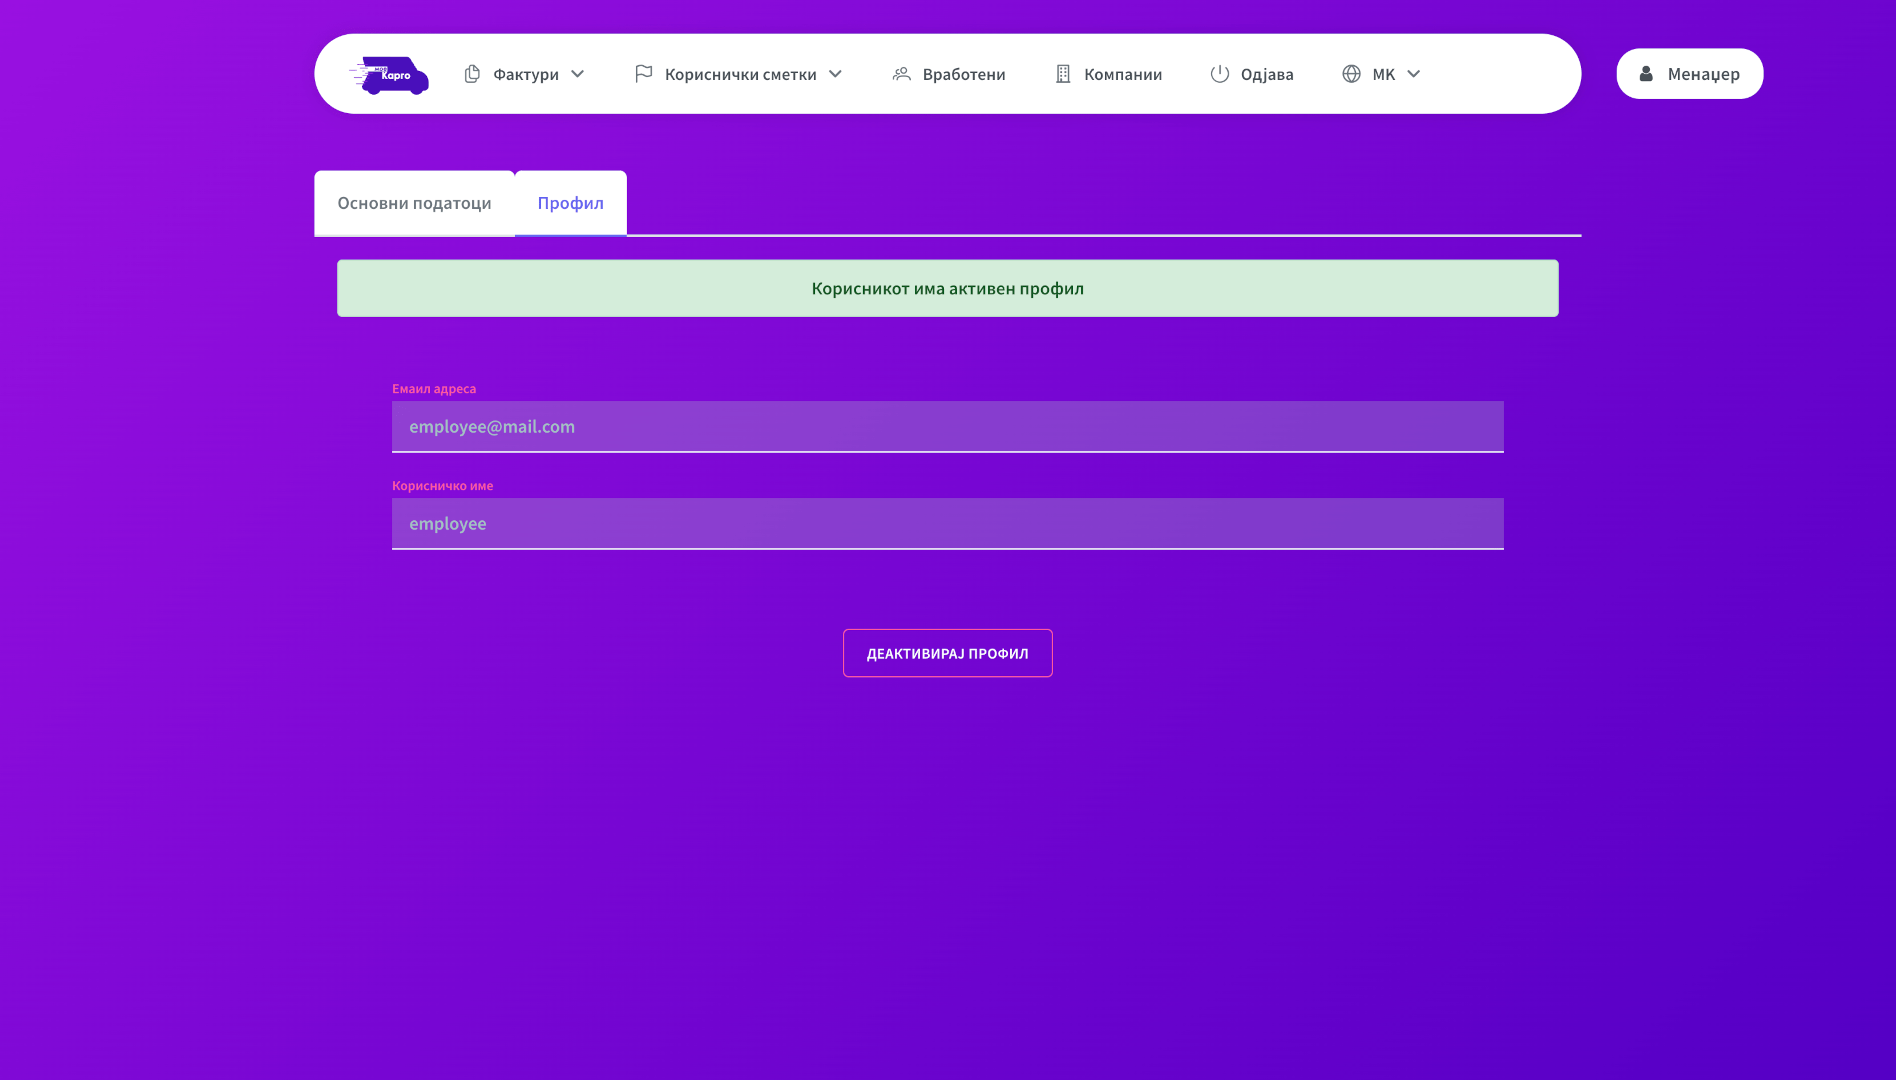 Карго
Фактури
Кориснички сметки
Вработени
Компании
Одјава
МК
Менаџер
Основни податоци
Профил
Корисникот има активен профил
Емаил адреса
employee@mail.com
Корисничко име
employee
ДЕАКТИВИРАЈ ПРОФИЛ